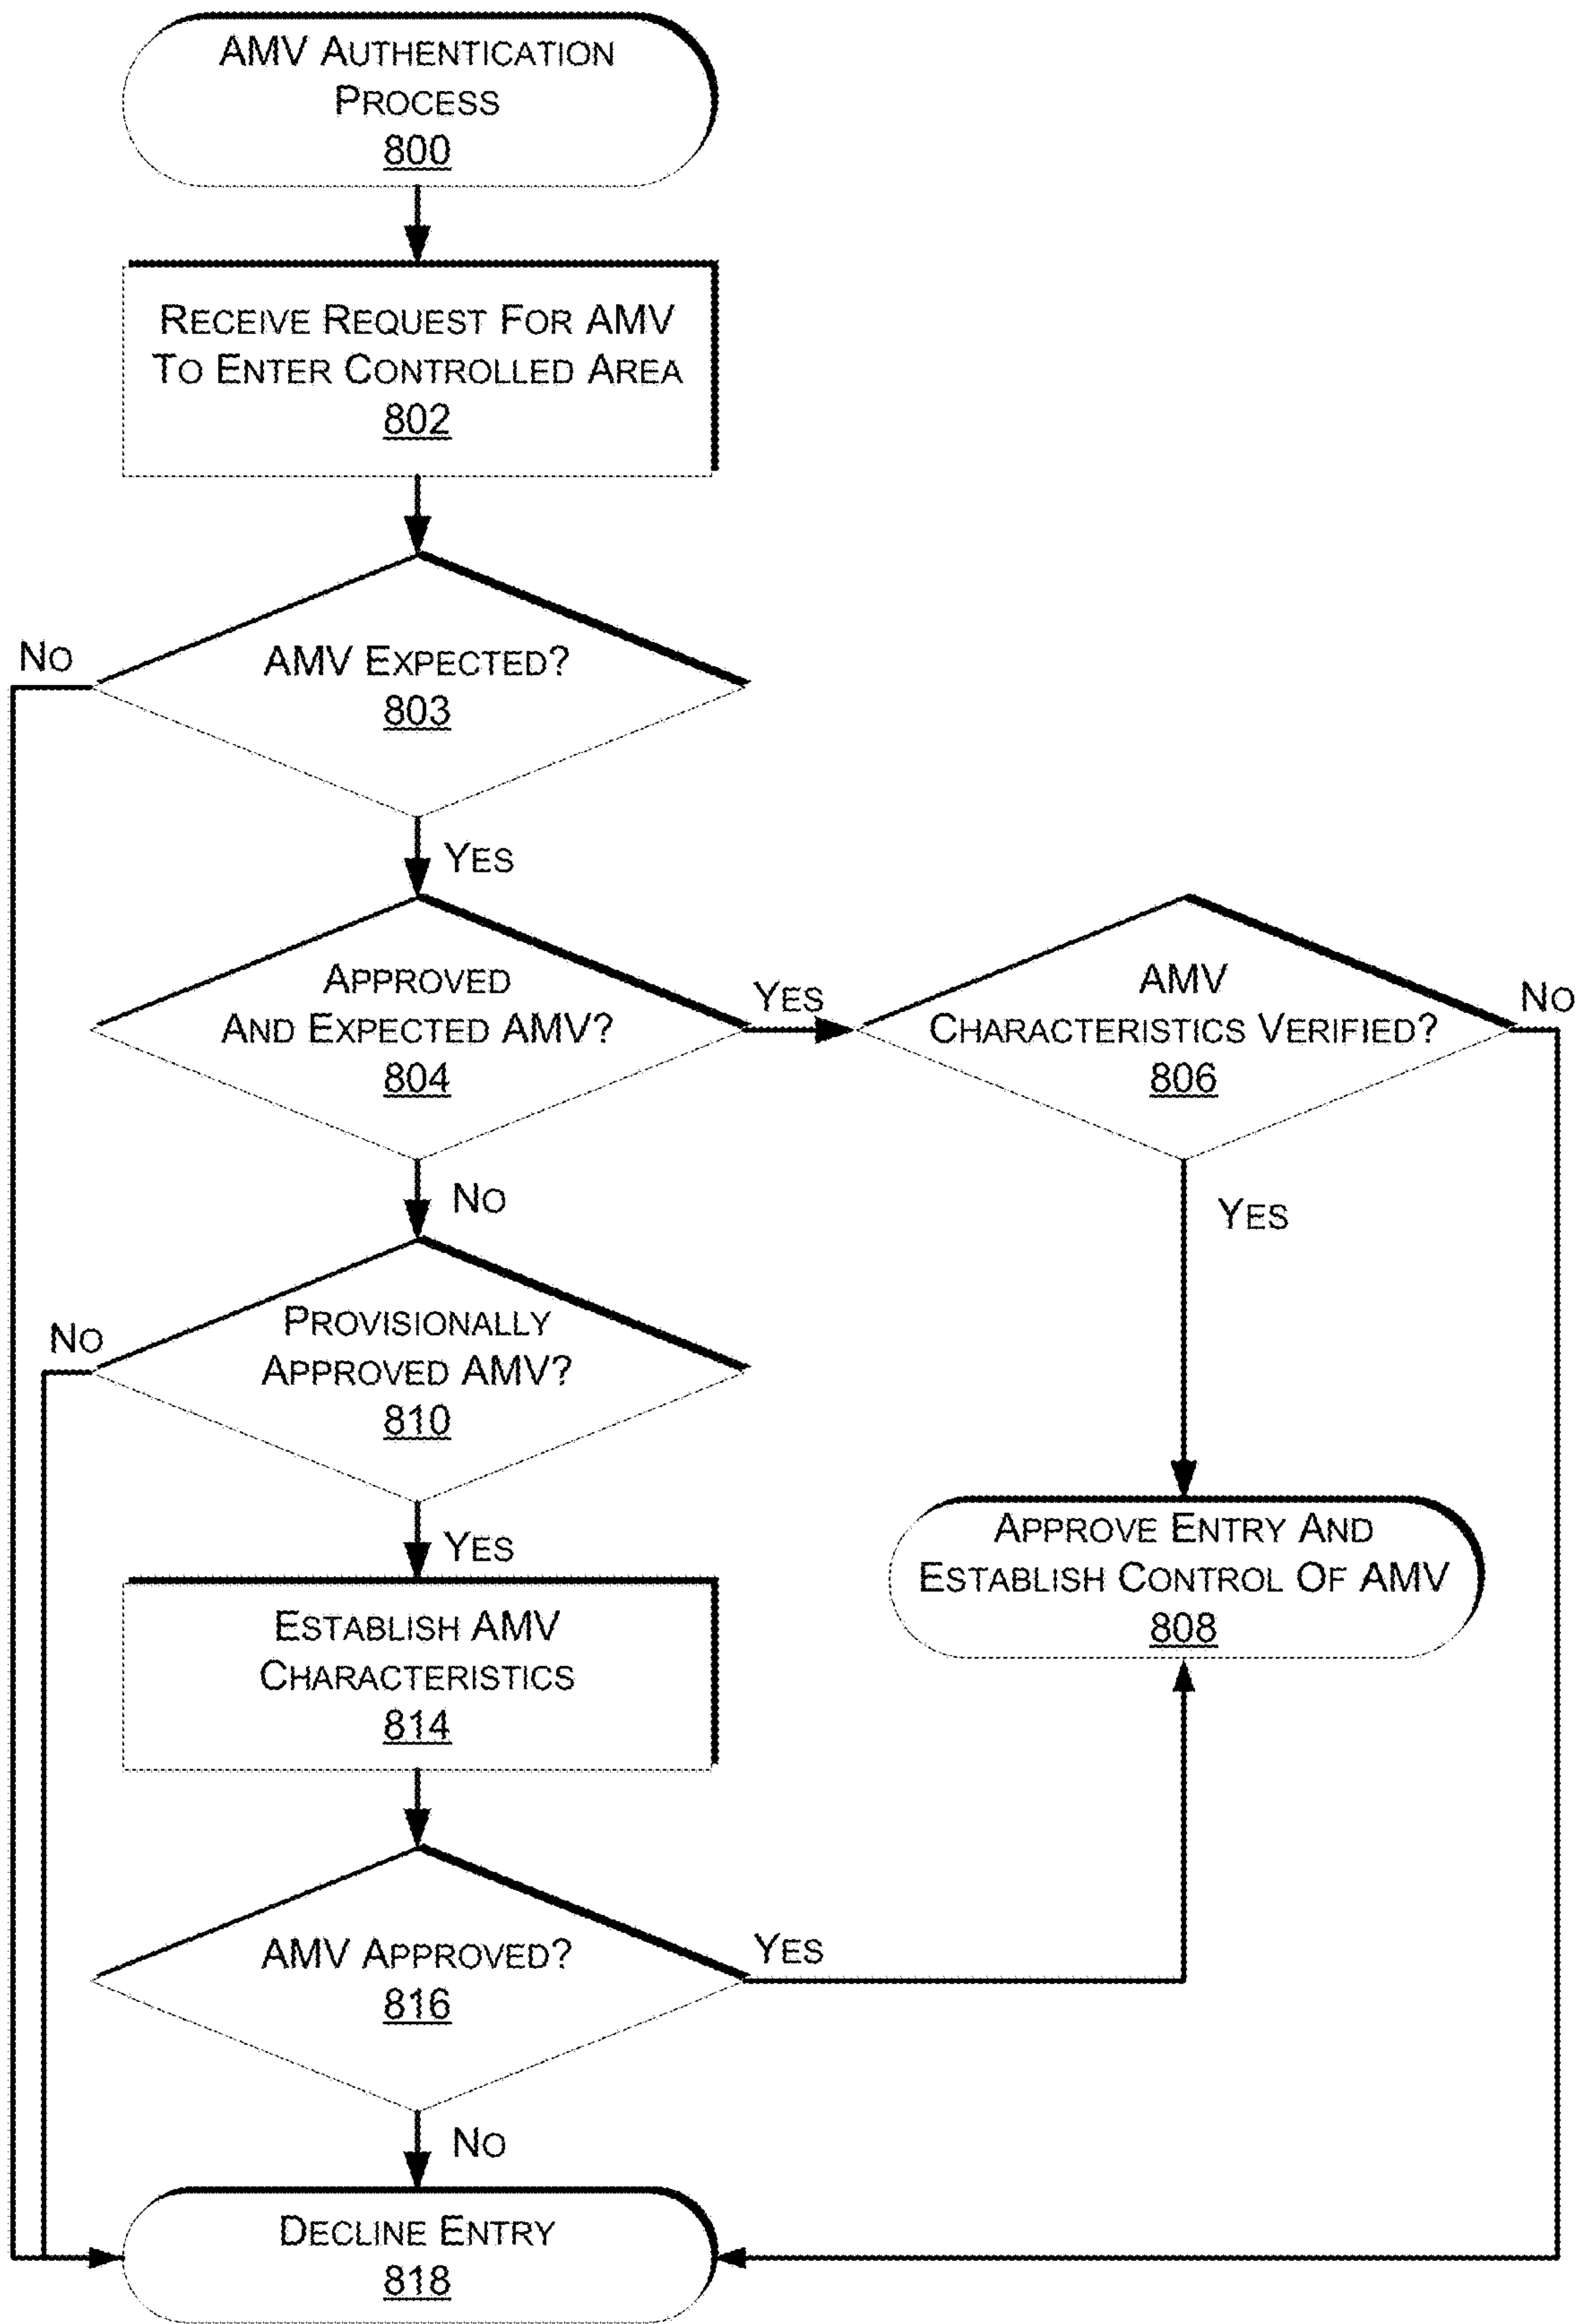 AMV AUTHENTICATION
PROCESS
800
RECEIVE REQUEST FOR AMV
TO ENTER CONTROLLED AREA
802
NO
AMV EXPECTED?
803
YES
APPROVED
AND EXPECTED AMV?
804
YES
AMV
CHARACTERISTICS VERIFIED?
806
NO
NO
YES
NO
PROVISIONALLY
APPROVED AMV?
810
YES
APPROVE ENTRY AND
ESTABLISH CONTROL OF AMV
808
ESTABLISH AMV
CHARACTERISTICS
814
AMV APPROVED?
816
YES
NO
DECLINE ENTRY
818